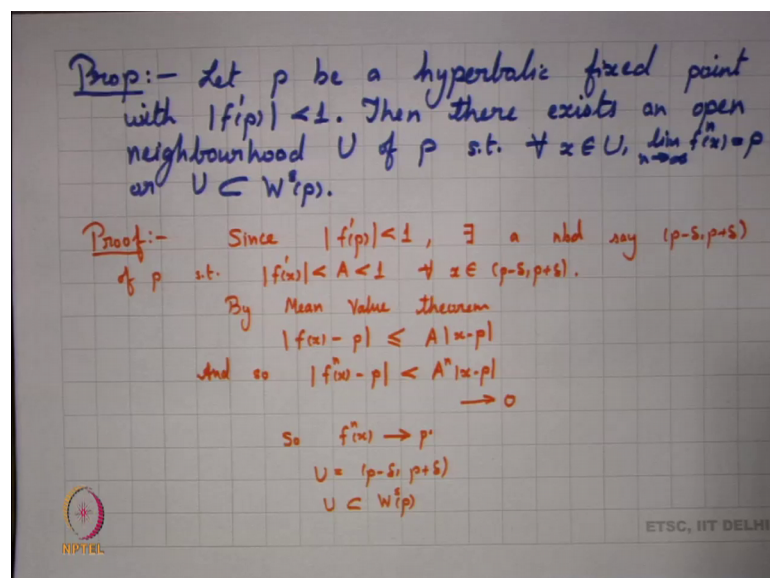 Prop:- Let p be a hyperbolic fixed point
with |f'(p)| < 1. Then there exists an open
neighbourhood U of p s.t. ∀ x ∈ U, lim_{n→∞} fⁿ(x) = p
or U ⊂ Wˢ(p).
Proof:- Since |f'(p)| < 1, ∃ a nbd say (p-δ, p+δ)
of p s.t. |f'(x)| < A < 1 ∀ x ∈ (p-δ, p+δ).
By Mean Value theorem
|f(x) - p| ≤ A |x-p|
And so |fⁿ(x) - p| < Aⁿ |x-p|
→ 0
So fⁿ(x) → p.
U = (p-δ, p+δ)
U ⊂ Wˢ(p)
ETSC, IIT DELHI
NPTEL